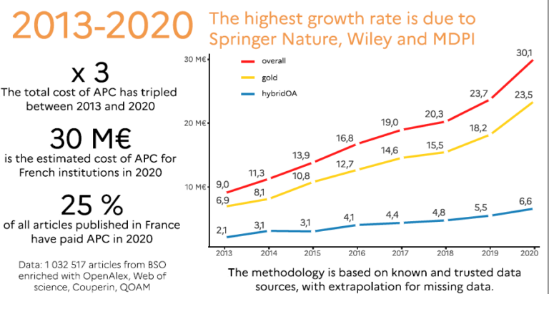 2013-2020
The highest growth rate is due to
Springer Nature, Wiley and MDPI
x 3
The total cost of APC has tripled
between 2013 and 2020
30 M€
is the estimated cost of APC for
French institutions in 2020
25 %
of all articles published in France
have paid APC in 2020
Data: 1 032 517 articles from BSO
enriched with OpenAlex, Web of
science, Couperin, QOAM
30 M€
20 M€
10 M€
overall
gold
hybridOA
9,0 11,3 13,9 16,8 19,0 20,3 23,7 30,1
6,9 8,1 10,8 12,7 14,6 15,5 18,2 23,5
2,1 3,1 3,1 4,1 4,4 4,8 5,5 6,6
2013 2014 2015 2016 2017 2018 2019 2020
The methodology is based on known and trusted data
sources, with extrapolation for missing data.